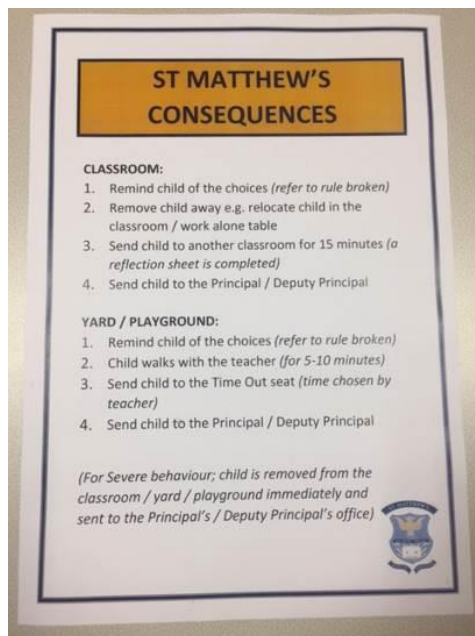 ST MATTHEW'S
CONSEQUENCES
CLASSROOM:
1. Remind child of the choices (refer to rule broken)
2. Remove child away e.g. relocate child in the
classroom / work alone table
3. Send child to another classroom for 15 minutes (a
reflection sheet is completed)
4. Send child to the Principal / Deputy Principal
YARD / PLAYGROUND:
1. Remind child of the choices (refer to rule broken)
2. Child walks with the teacher (for 5-10 minutes)
3. Send child to the Time Out seat (time chosen by
teacher)
4. Send child to the Principal / Deputy Principal
(For Severe behaviour; child is removed from the
classroom / yard / playground immediately and
sent to the Principal's / Deputy Principal's office)
ST MATTHEW'S